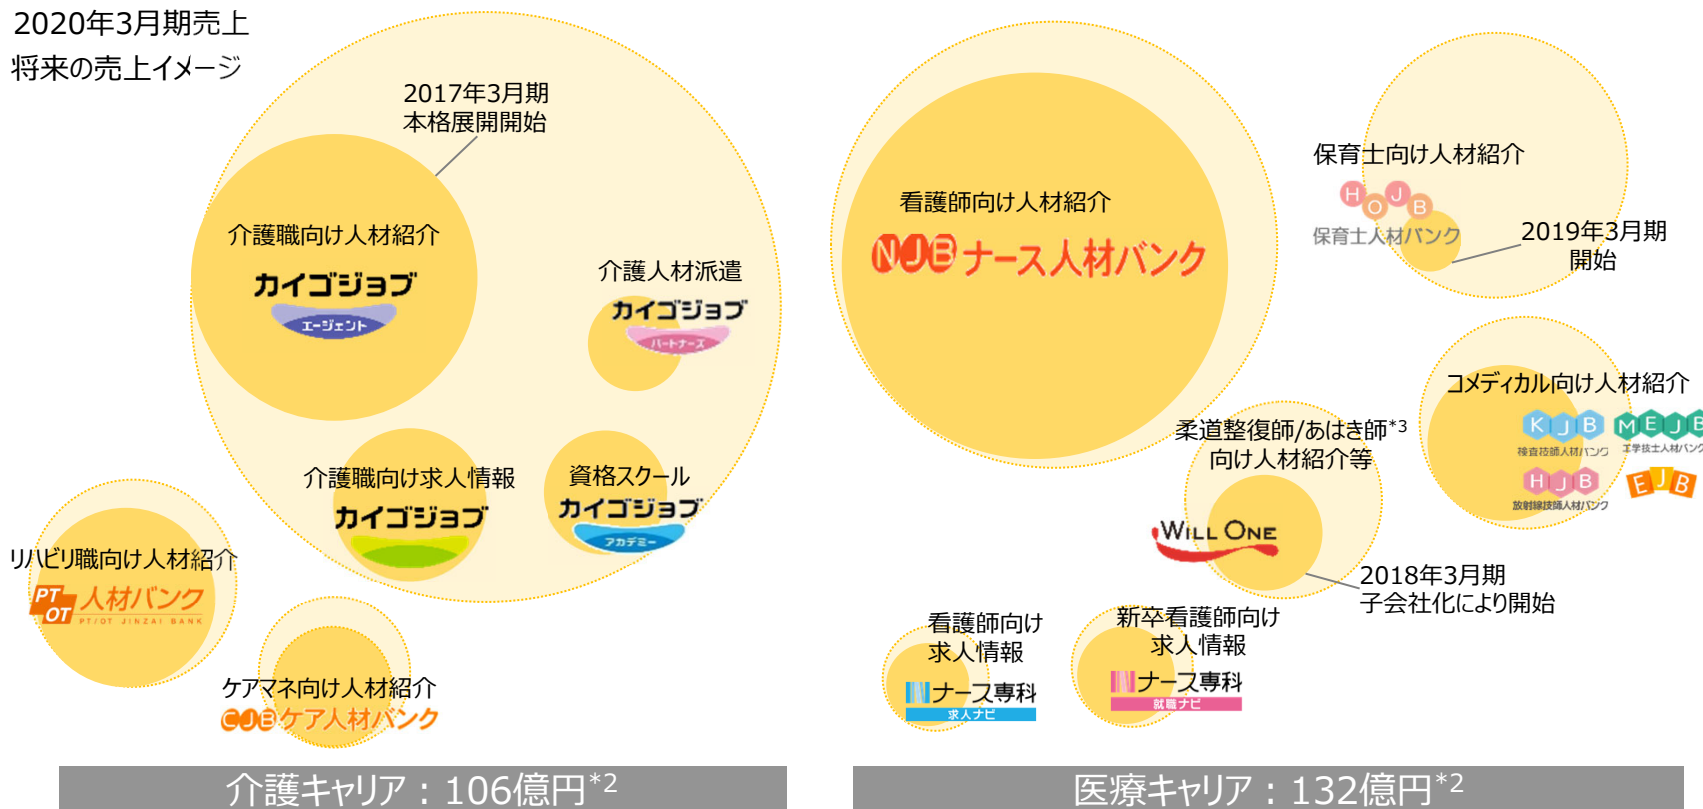 2020年3月期売上
将来の売上イメージ
2017年3月期
本格展開開始
介護職向け人材紹介
カイゴジョブ
エージェント
介護人材派遣
カイゴジョブ
パートナーズ
介護職向け求人情報
カイゴジョブ
資格スクール
カイゴジョブ
アカデミー
リハビリ職向け人材紹介
PT OT 人材バンク
PT/OT JINZAI BANK
ケアマネ向け人材紹介
CJB ケア人材バンク
介護キャリア：106億円*2
看護師向け人材紹介
NJB ナース人材バンク
保育士向け人材紹介
HOJB
保育士人材バンク
2019年3月期
開始
コメディカル向け人材紹介
KJB
検査技師人材バンク
MEJB
工学技士人材バンク
HJB
放射線技師人材バンク
EJB
柔道整復師/あはき師*3
向け人材紹介等
WILL ONE
2018年3月期
子会社化により開始
看護師向け
求人情報
ナース専科
求人ナビ
新卒看護師向け
求人情報
ナース専科
就職ナビ
医療キャリア：132億円*2